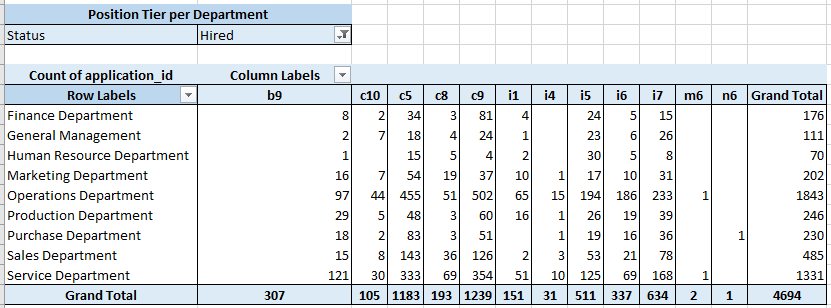 Position Tier per Department
Status Hired
Count of application_id Column Labels
Row Labels b9 c10 c5 c8 c9 i1 i4 i5 i6 i7 m6 n6 Grand Total
Finance Department 8 2 34 3 81 4 24 5 15 176
General Management 2 7 18 4 24 1 23 6 26 111
Human Resource Department 1 15 5 4 2 30 5 8 70
Marketing Department 16 7 54 19 37 10 1 17 10 31 202
Operations Department 97 44 455 51 502 65 15 194 186 233 1 1843
Production Department 29 5 48 3 60 16 1 26 19 39 246
Purchase Department 18 2 83 3 51 1 19 16 36 1 230
Sales Department 15 8 143 36 126 2 3 53 21 78 485
Service Department 121 30 333 69 354 51 10 125 69 168 1 1331
Grand Total 307 105 1183 193 1239 151 31 511 337 634 2 1 4694